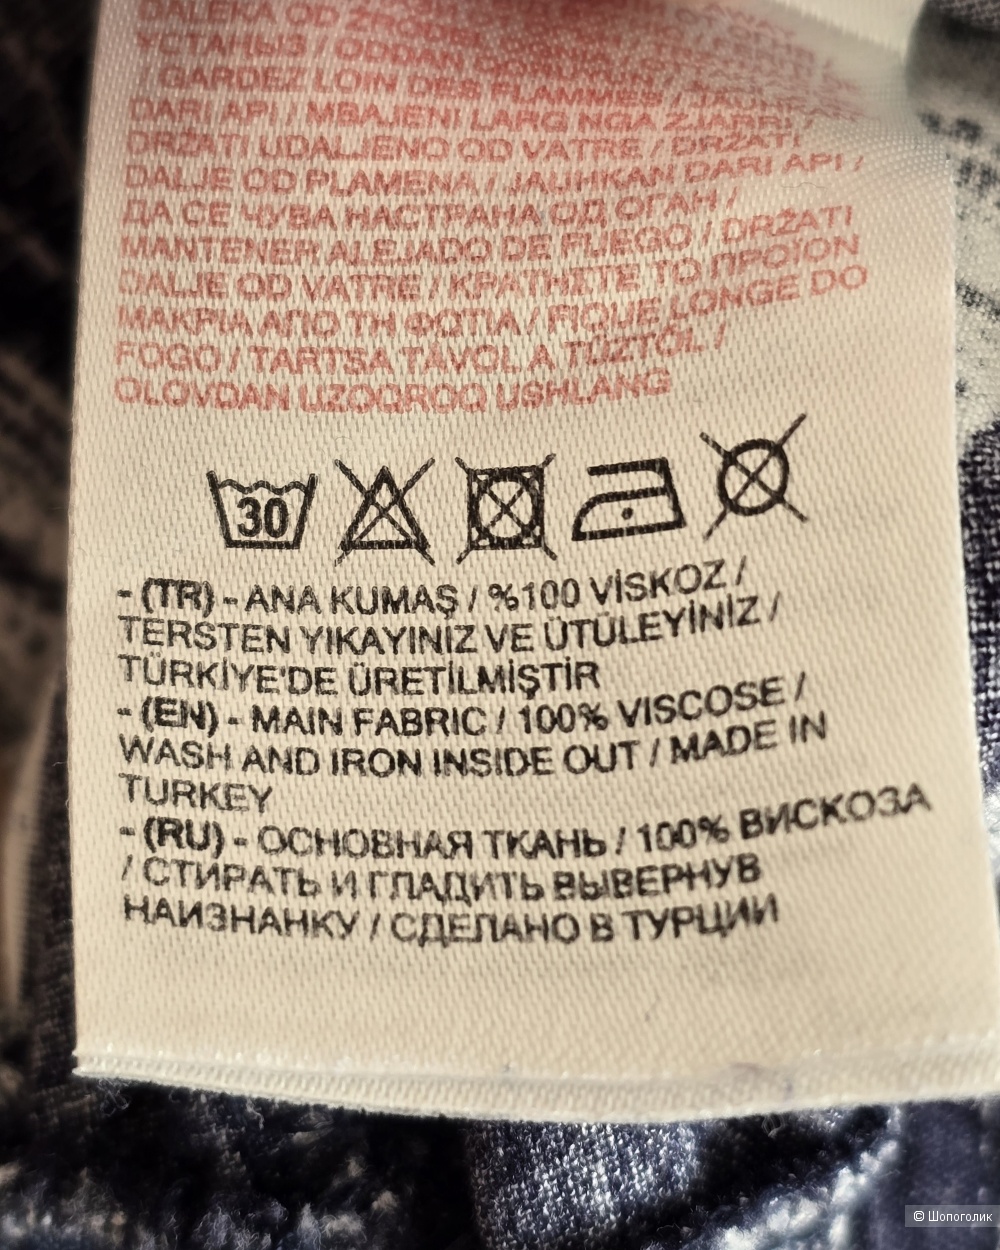 DALEKA OD
/ ODDAN
/ GARDEZ LOIN DES FLAMMES /
DARI API / MBAJENI LARG NGA ZJARRI /
DRŽATI UDALJENO OD VATRE / DRŽATI
DALJE OD PLAMENA / JAUHKAN DARI API /
ДА СЕ ЧУВА НАСТРАНА ОД ОГАН /
MANTENER ALEJADO DE FUEGO / DRŽATI
DALJE OD VATRE / ΚΡΑΤΗΣΤΕ ΤΟ ΠΡΟΪΟΝ
ΜΑΚΡΙΑ ΑΠΟ ΤΗ ΦΩΤΙΑ / FIQUE LONGE DO
FOGO / TARTSA TÁVOL A TŰZTŐL /
OLOVDAN UZOQROQ USHLANG
30
- (TR) - ANA KUMAŞ / %100 VİSKOZ /
TERSTEN YIKAYINIZ VE ÜTÜLEYİNİZ /
TÜRKİYE'DE ÜRETİLMİŞTİR
- (EN) - MAIN FABRIC / 100% VISCOSE /
WASH AND IRON INSIDE OUT / MADE IN
TURKEY
- (RU) - ОСНОВНАЯ ТКАНЬ / 100% ВИСКОЗА
/ СТИРАТЬ И ГЛАДИТЬ ВЫВЕРНУВ
НАИЗНАНКУ / СДЕЛАНО В ТУРЦИИ
© Шопоголик